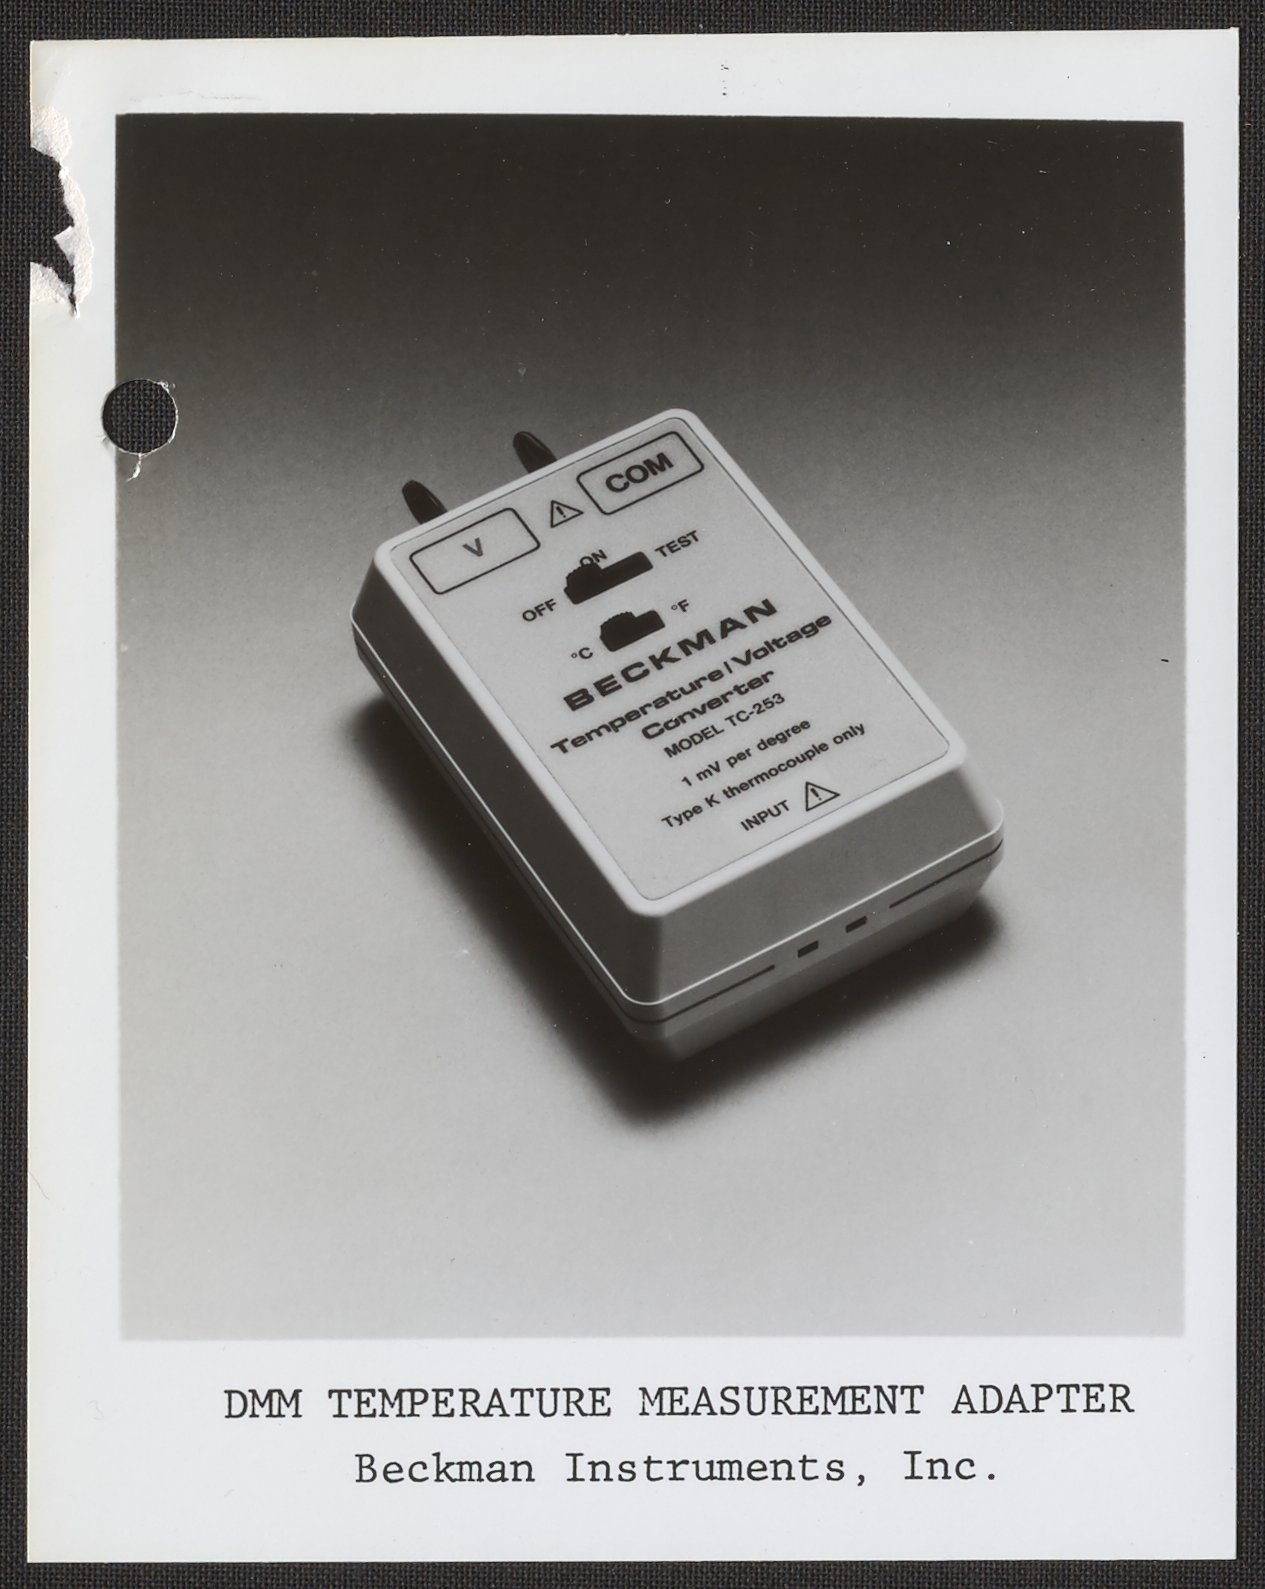 V
COM
ON
OFF
TEST
°C
°F
BECKMAN
Temperature/Voltage
Converter
MODEL TC-253
1 mV per degree
Type K thermocouple only
INPUT
DMM TEMPERATURE MEASUREMENT ADAPTER
Beckman Instruments, Inc.